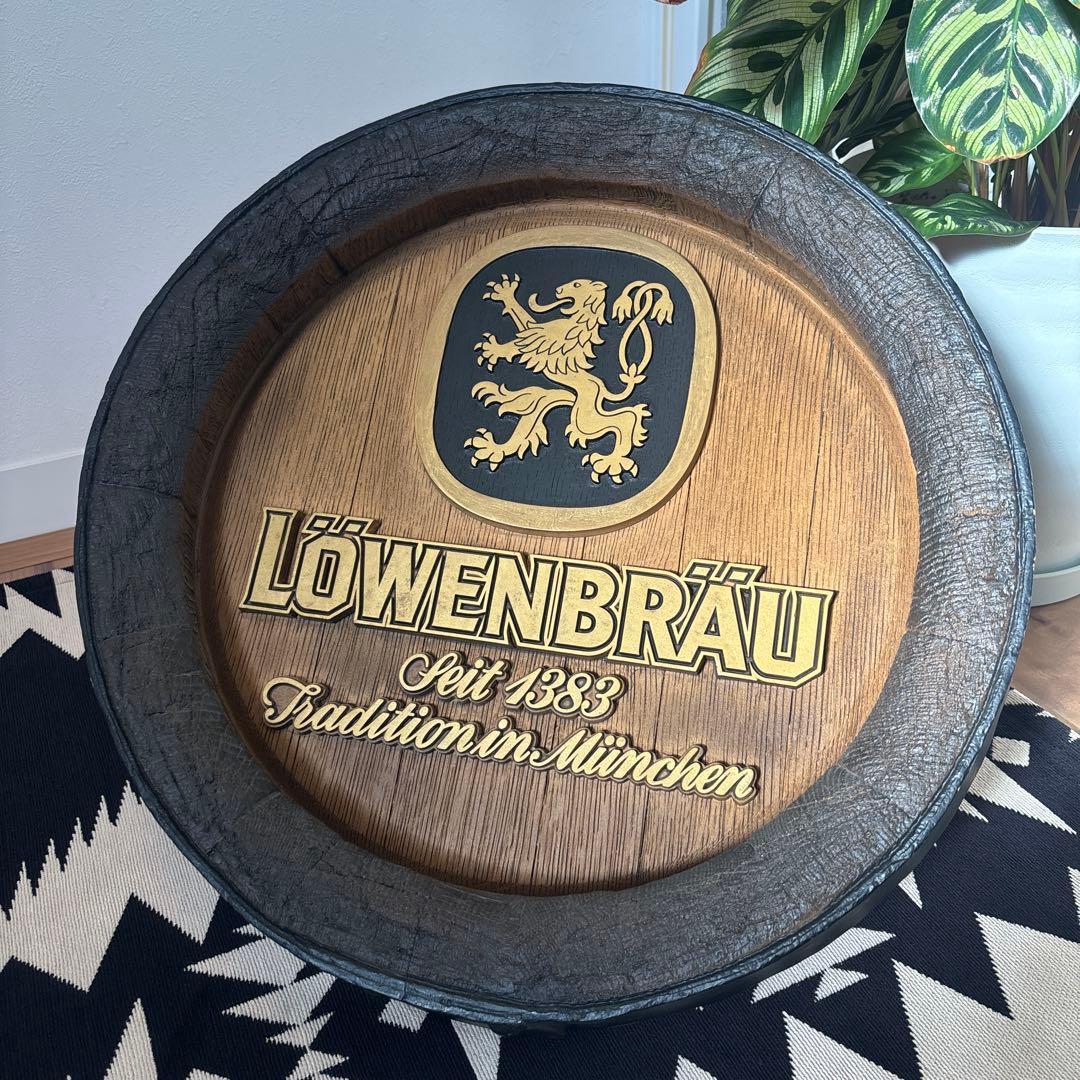 LÖWENBRÄU
Seit 1383
Tradition in München